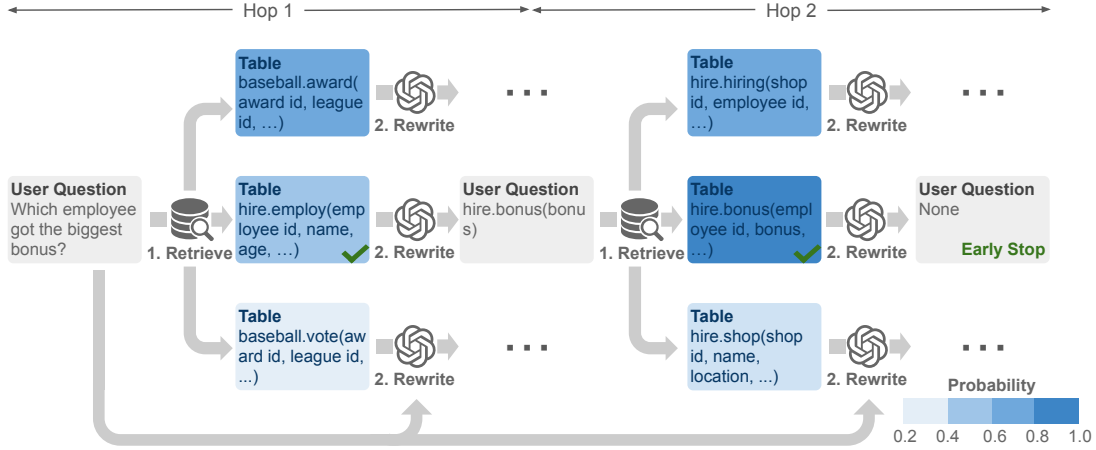 Hop 1
Hop 2
Table
baseball.award(
award id, league
id, …)
2. Rewrite
...
Table
hire.hiring(shop
id, employee id,
…)
2. Rewrite
...
User Question
Which employee
got the biggest
bonus?
1. Retrieve
Table
hire.employ(emp
loyee id, name,
age, …)
2. Rewrite
User Question
hire.bonus(bonu
s)
1. Retrieve
Table
hire.bonus(empl
oyee id, bonus,
…)
2. Rewrite
User Question
None
Early Stop
Table
baseball.vote(aw
ard id, league id,
...)
2. Rewrite
...
Table
hire.shop(shop
id, name,
location, ...)
2. Rewrite
...
Probability
0.2 0.4 0.6 0.8 1.0